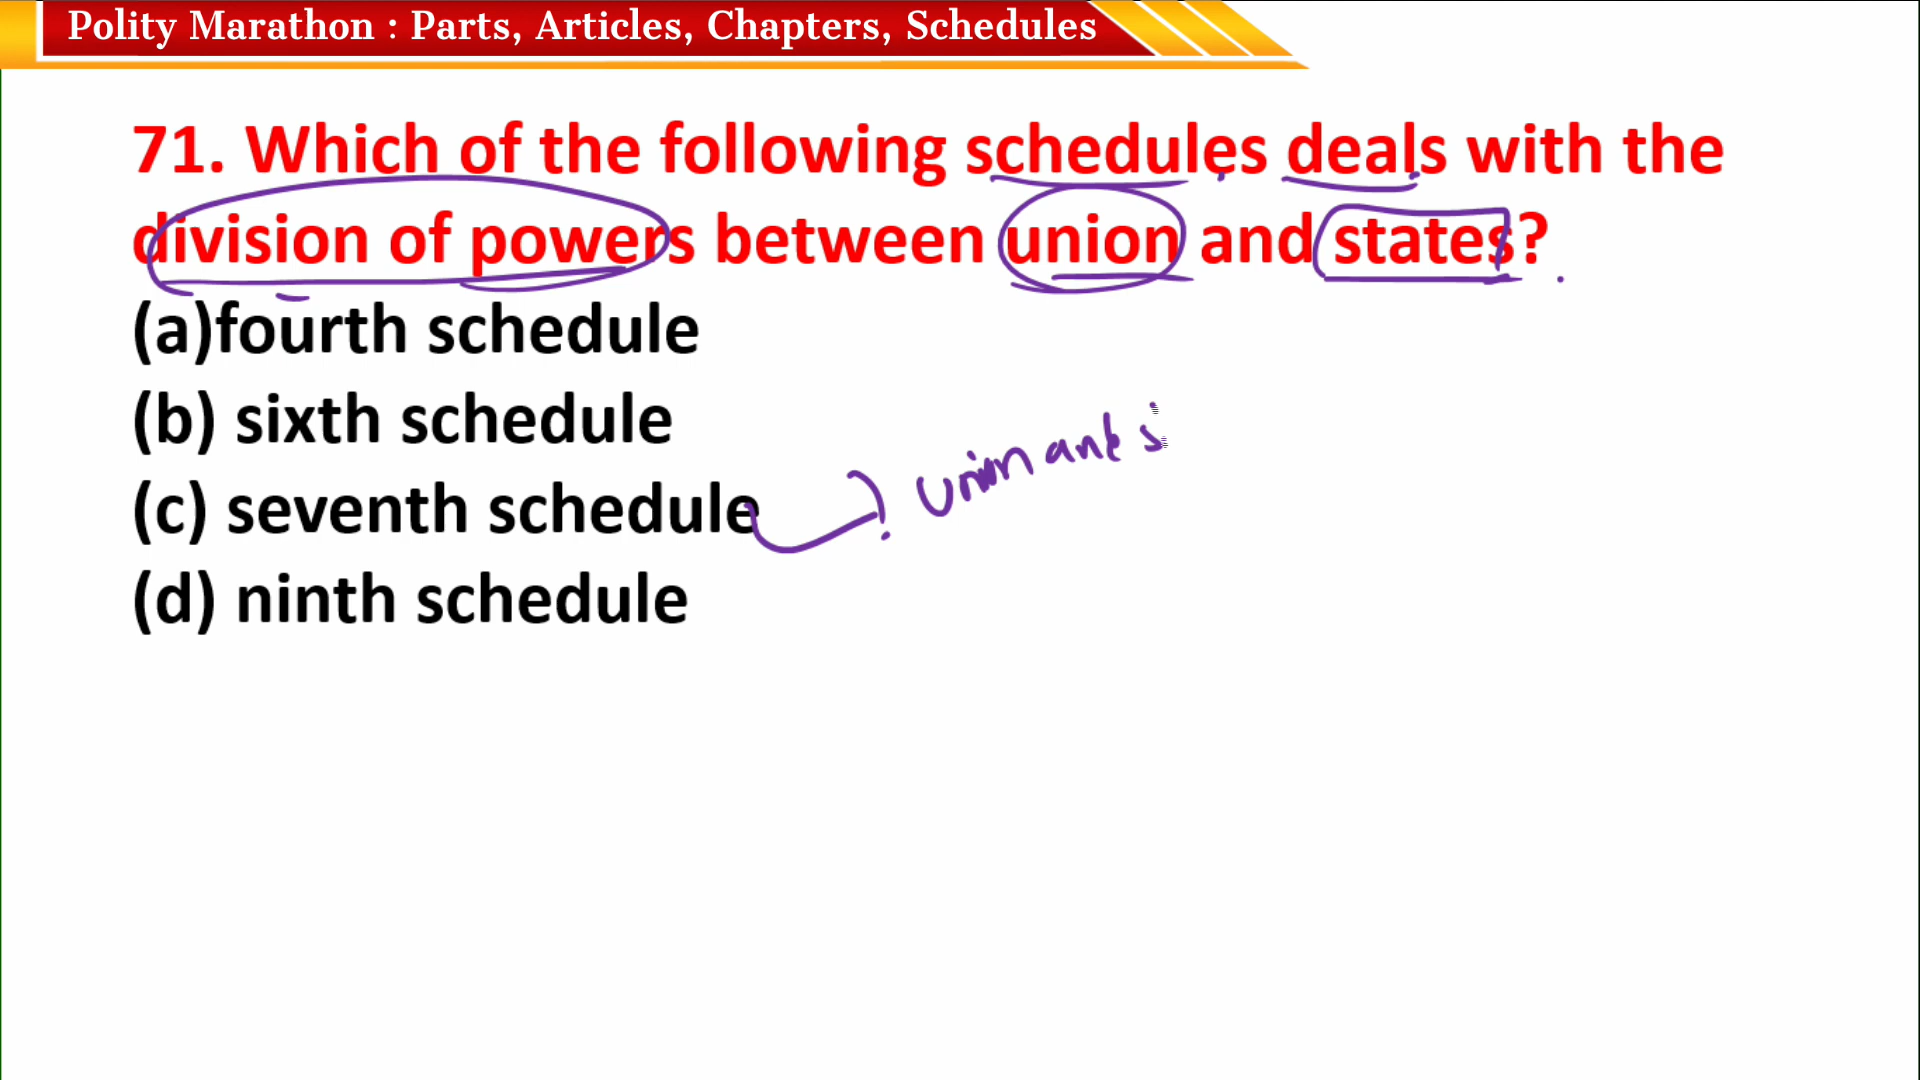 Polity Marathon : Parts, Articles, Chapters, Schedules
71. Which of the following schedules deals with the
division of powers between union and states?
(a)fourth schedule
(b) sixth schedule
(c) seventh schedule
union and s
(d) ninth schedule